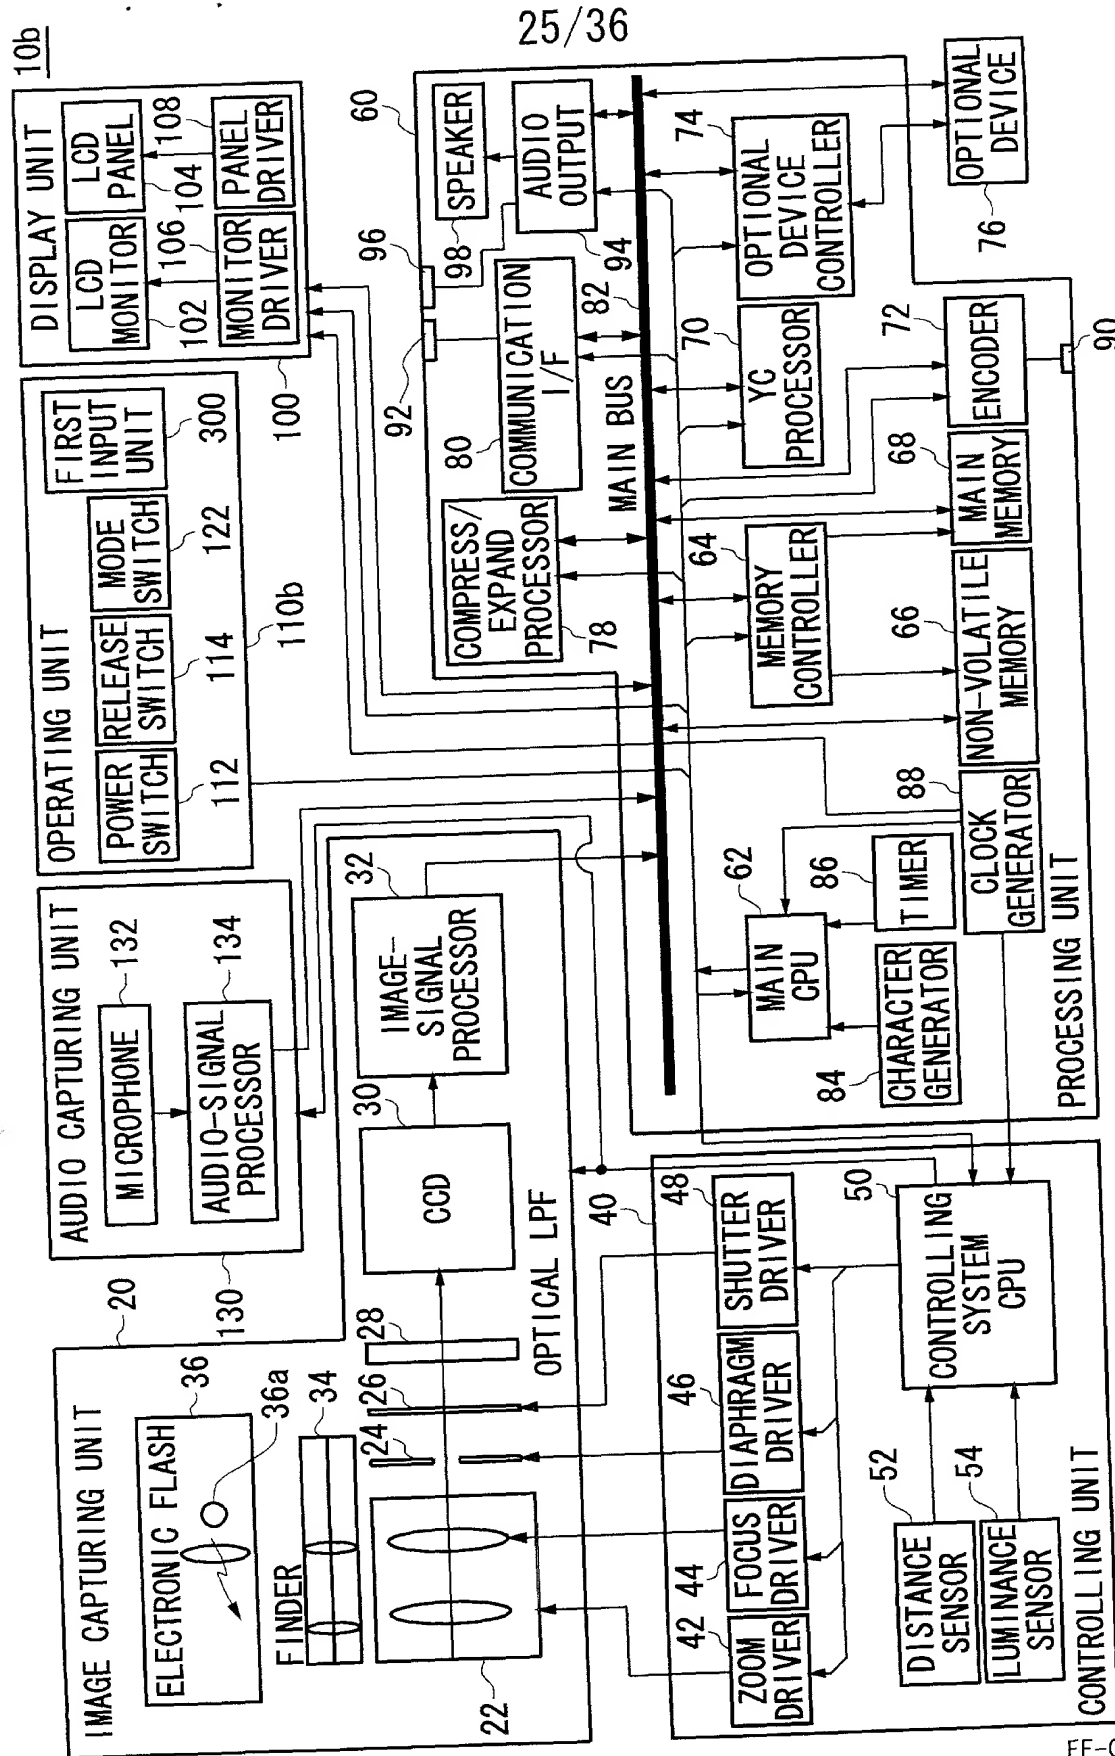 25/36
10b
IMAGE CAPTURING UNIT
20
ELECTRONIC FLASH
36
36a
FINDER
34
22
24
26
28
OPTICAL LPF
CCD
30
IMAGE-
SIGNAL
PROCESSOR
32
AUDIO CAPTURING UNIT
130
MICROPHONE
132
AUDIO-SIGNAL
PROCESSOR
134
OPERATING UNIT
110b
POWER
SWITCH
112
RELEASE
SWITCH
114
MODE
SWITCH
122
FIRST
INPUT
UNIT
300
DISPLAY UNIT
100
LCD
MONITOR
102
LCD
PANEL
104
MONITOR
DRIVER
106
PANEL
DRIVER
108
60
COMPRESS/
EXPAND
PROCESSOR
78
COMMUNICATION
I/F
80
92
96
SPEAKER
98
AUDIO
OUTPUT
94
MAIN BUS
82
MAIN
CPU
62
MEMORY
CONTROLLER
64
YC
PROCESSOR
70
OPTIONAL
DEVICE
CONTROLLER
74
CHARACTER
GENERATOR
84
TIMER
86
CLOCK
GENERATOR
88
NON-VOLATILE
MEMORY
66
MAIN
MEMORY
68
ENCODER
72
90
OPTIONAL
DEVICE
76
PROCESSING UNIT
40
ZOOM
DRIVER
42
FOCUS
DRIVER
44
DIAPHRAGM
DRIVER
46
SHUTTER
DRIVER
48
CONTROLLING
SYSTEM
CPU
50
DISTANCE
SENSOR
52
LUMINANCE
SENSOR
54
CONTROLLING UNIT